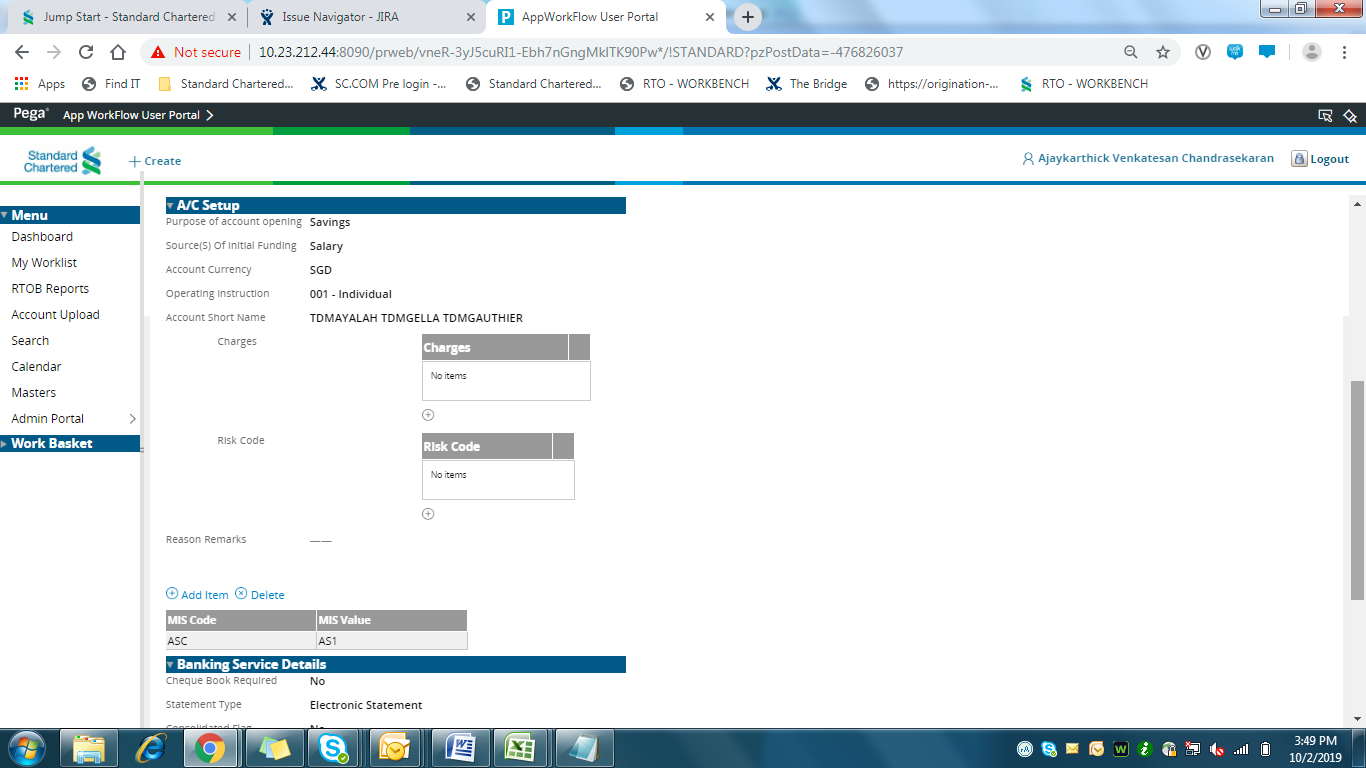 Jump Start - Standard Chartered
Issue Navigator - JIRA
AppWorkFlow User Portal
Not secure
10.23.212.44:8090/prweb/vneR-3yJ5cuRI1-Ebh7nGngMkITK90Pw*/!STANDARD?pzPostData=-476826037
Apps
Find IT
Standard Chartered...
SC.COM Pre login -...
Standard Chartered...
RTO - WORKBENCH
The Bridge
https://origination-...
RTO - WORKBENCH
Pega
App WorkFlow User Portal
Standard
Chartered
Create
Ajaykarthick Venkatesan Chandrasekaran
Logout
Menu
Dashboard
My Worklist
RTOB Reports
Account Upload
Search
Calendar
Masters
Admin Portal
Work Basket
A/C Setup
Purpose of account opening Savings
Source(S) Of Initial Funding Salary
Account Currency SGD
Operating Instruction 001 - Individual
Account Short Name TDMAYALAH TDMGELLA TDMGAUTHIER
Charges
Charges
No items
Risk Code
Risk Code
No items
Reason Remarks ——
Add Item Delete
MIS Code MIS Value
ASC AS1
Banking Service Details
Cheque Book Required No
Statement Type Electronic Statement
Consolidated Flag No
3:49 PM
10/2/2019